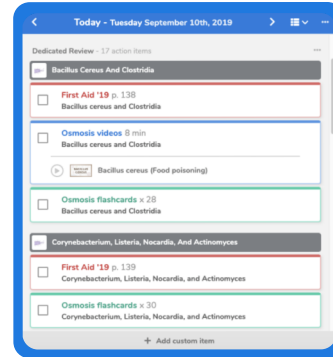 Today - Tuesday September 10th, 2019
Dedicated Review - 17 action items
Bacillus Cereus And Clostridia
First Aid '19 p. 138
Bacillus cereus and Clostridia
Osmosis videos 8 min
Bacillus cereus and Clostridia
Bacillus cereus (Food poisoning)
Osmosis flashcards x 28
Bacillus cereus and Clostridia
Corynebacterium, Listeria, Nocardia, And Actinomyces
First Aid '19 p. 139
Corynebacterium, Listeria, Nocardia, and Actinomyces
Osmosis flashcards x 30
Corynebacterium, Listeria, Nocardia, and Actinomyces
+ Add custom item